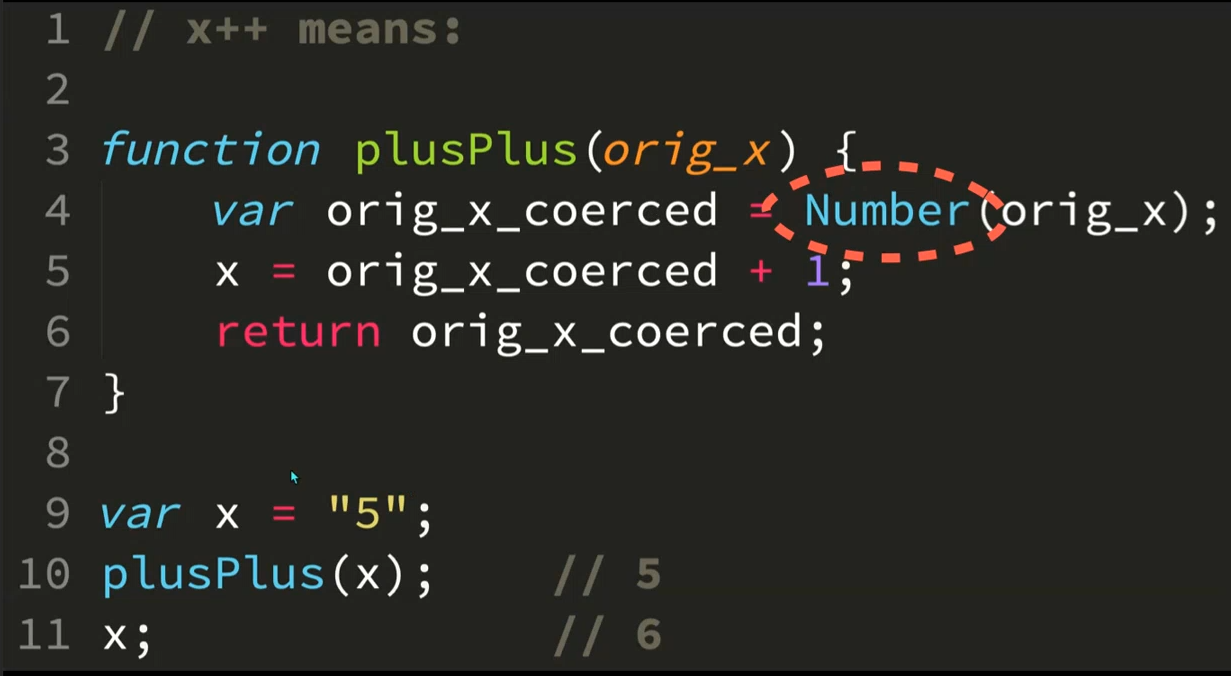 1 // x++ means:
2
3 function plusPlus(orig_x) {
4 var orig_x_coerced = Number(orig_x);
5 x = orig_x_coerced + 1;
6 return orig_x_coerced;
7 }
8
9 var x = "5";
10 plusPlus(x); // 5
11 x; // 6